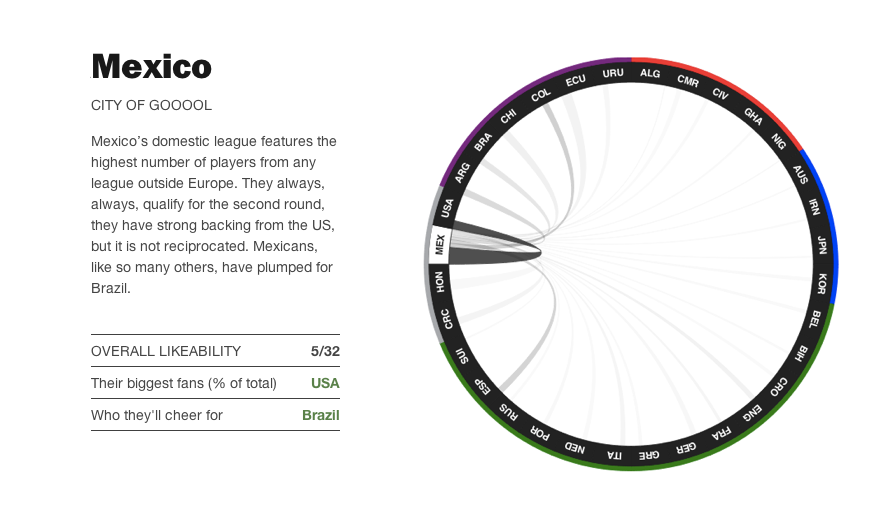 Mexico
CITY OF GOOOOL
Mexico’s domestic league features the
highest number of players from any
league outside Europe. They always,
always, qualify for the second round,
they have strong backing from the US,
but it is not reciprocated. Mexicans,
like so many others, have plumped for
Brazil.
OVERALL LIKEABILITY 5/32
Their biggest fans (% of total) USA
Who they'll cheer for Brazil
ALG
CMR
CIV
GHA
NIG
AUS
IRN
JPN
KOR
BEL
BIH
CRO
ENG
FRA
GER
GRE
ITA
NED
POR
RUS
ESP
SUI
CRC
HON
MEX
USA
ARG
BRA
CHI
COL
ECU
URU